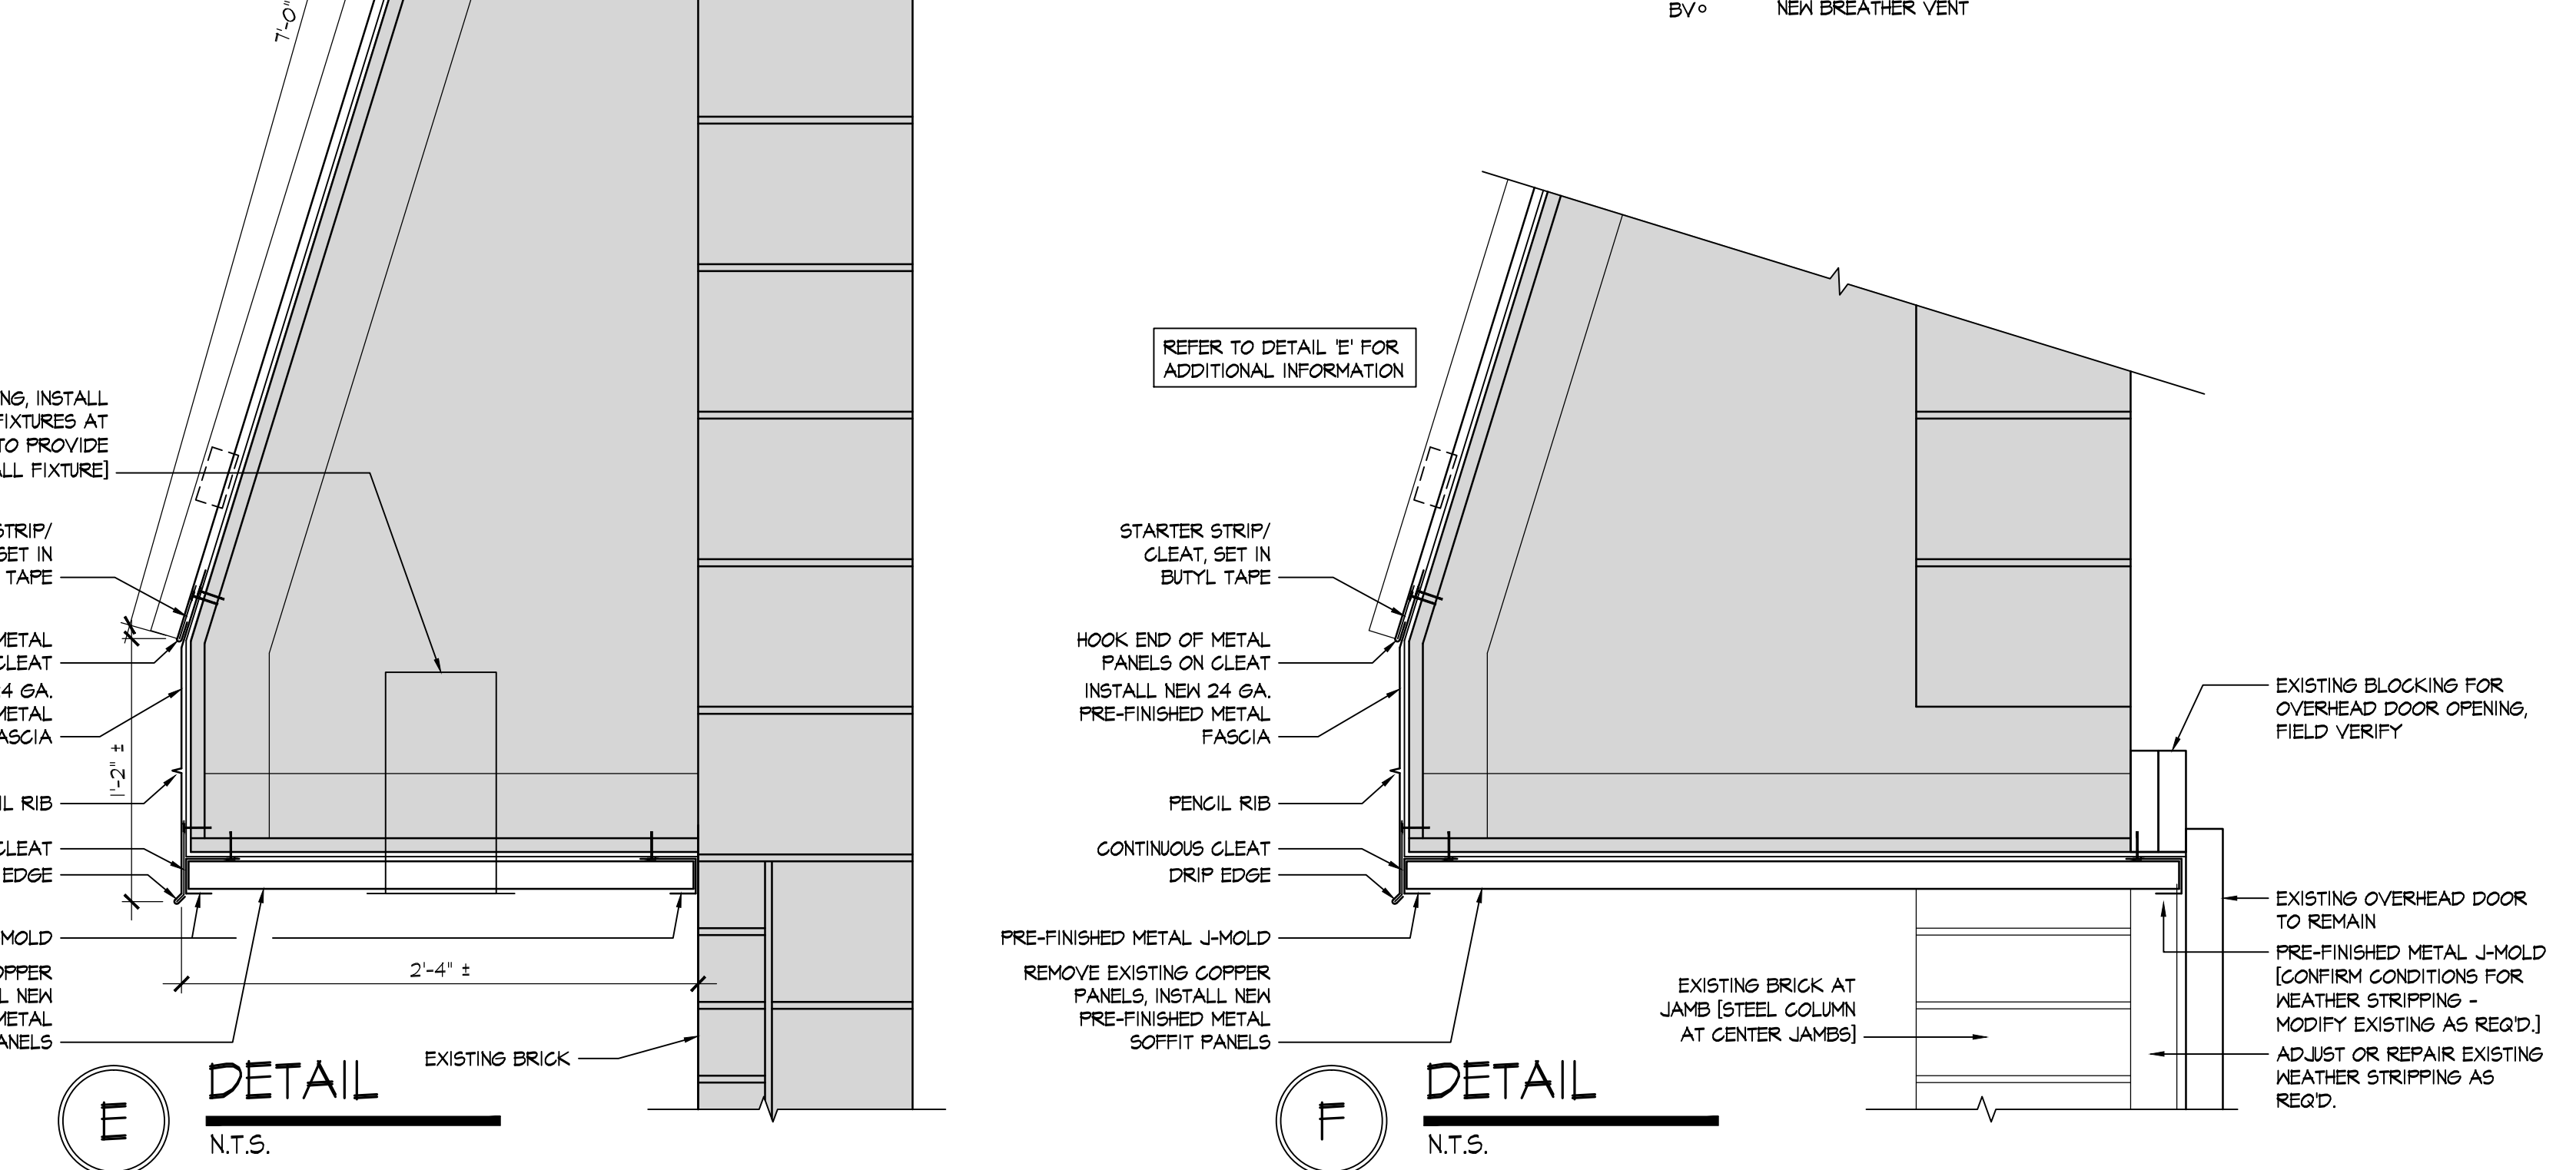 BV
NEW BREATHER VENT
7'-0"
NG, INSTALL
FIXTURES AT
TO PROVIDE
ALL FIXTURE]
STRIP/
SET IN
TAPE
METAL
CLEAT
4 GA.
METAL
ASCIA
1'-2" ±
IL RIB
CLEAT
EDGE
MOLD
OPPER
L NEW
METAL
ANELS
2'-4" ±
EXISTING BRICK
E
DETAIL
N.T.S.
REFER TO DETAIL 'E' FOR
ADDITIONAL INFORMATION
STARTER STRIP/
CLEAT, SET IN
BUTYL TAPE
HOOK END OF METAL
PANELS ON CLEAT
INSTALL NEW 24 GA.
PRE-FINISHED METAL
FASCIA
PENCIL RIB
CONTINUOUS CLEAT
DRIP EDGE
PRE-FINISHED METAL J-MOLD
REMOVE EXISTING COPPER
PANELS, INSTALL NEW
PRE-FINISHED METAL
SOFFIT PANELS
EXISTING BRICK AT
JAMB [STEEL COLUMN
AT CENTER JAMBS]
EXISTING BLOCKING FOR
OVERHEAD DOOR OPENING,
FIELD VERIFY
EXISTING OVERHEAD DOOR
TO REMAIN
PRE-FINISHED METAL J-MOLD
[CONFIRM CONDITIONS FOR
WEATHER STRIPPING -
MODIFY EXISTING AS REQ'D.]
ADJUST OR REPAIR EXISTING
WEATHER STRIPPING AS
REQ'D.
F
DETAIL
N.T.S.